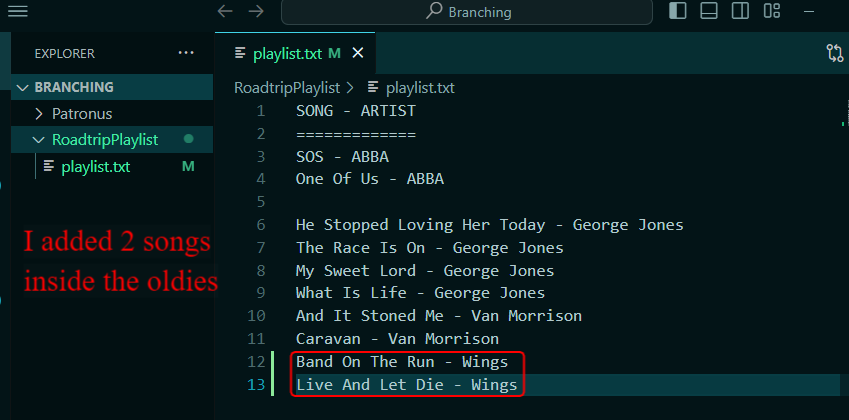 Branching
EXPLORER ...
playlist.txt M
BRANCHING
Patronus
RoadtripPlaylist
playlist.txt M
RoadtripPlaylist > playlist.txt
1 SONG - ARTIST
2 =============
3 SOS - ABBA
4 One Of Us - ABBA
5
6 He Stopped Loving Her Today - George Jones
7 The Race Is On - George Jones
8 My Sweet Lord - George Jones
9 What Is Life - George Jones
10 And It Stoned Me - Van Morrison
11 Caravan - Van Morrison
12 Band On The Run - Wings
13 Live And Let Die - Wings
I added 2 songs
inside the oldies